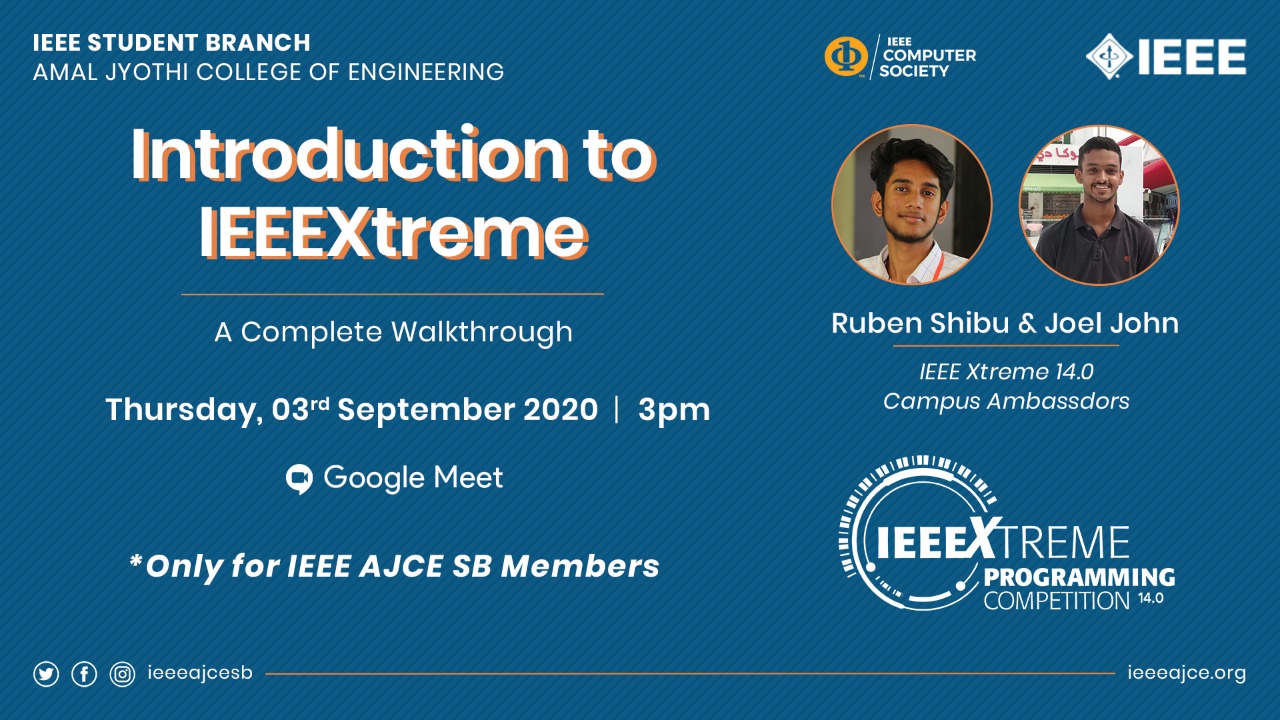 IEEE STUDENT BRANCH
AMAL JYOTHI COLLEGE OF ENGINEERING
IEEE
COMPUTER
SOCIETY
IEEE
Introduction to
IEEEXtreme
A Complete Walkthrough
Thursday, 03rd September 2020 | 3pm
Google Meet
*Only for IEEE AJCE SB Members
Ruben Shibu & Joel John
IEEE Xtreme 14.0
Campus Ambassdors
IEEEXTREME
PROGRAMMING
COMPETITION 14.0
ieeeajcesb
ieeeajce.org